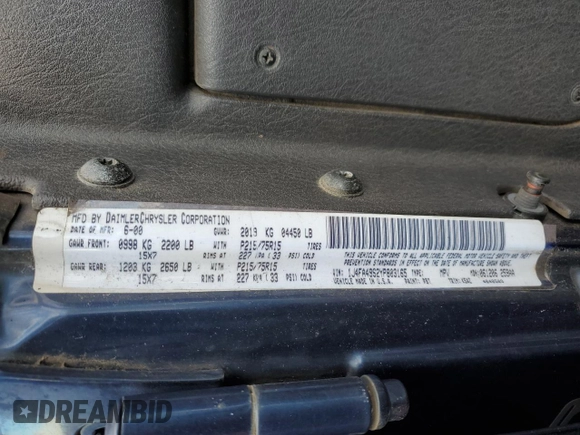 MFD BY DAIMLERCHRYSLER CORPORATION
DATE OF MFR: 6-00 GVWR: 2019 KG 04450 LB
GAWR FRONT: 0998 KG 2200 LB WITH P215/75R15 TIRES
15X7 RIMS AT 227 KPA ( 33 PSI) COLD
GAWR REAR: 1203 KG 2650 LB WITH P215/75R15 TIRES
15X7 RIMS AT 227 KPA ( 33 PSI) COLD
THIS VEHICLE CONFORMS TO ALL APPLICABLE FEDERAL MOTOR VEHICLE SAFETY AND THEFT
PREVENTION STANDARDS IN EFFECT ON THE DATE OF MANUFACTURE SHOWN ABOVE.
VIN: TYPE: MPV MDH:
VEHICLE MADE IN U.S.A. PAINT: TRIM:
DREAMBID